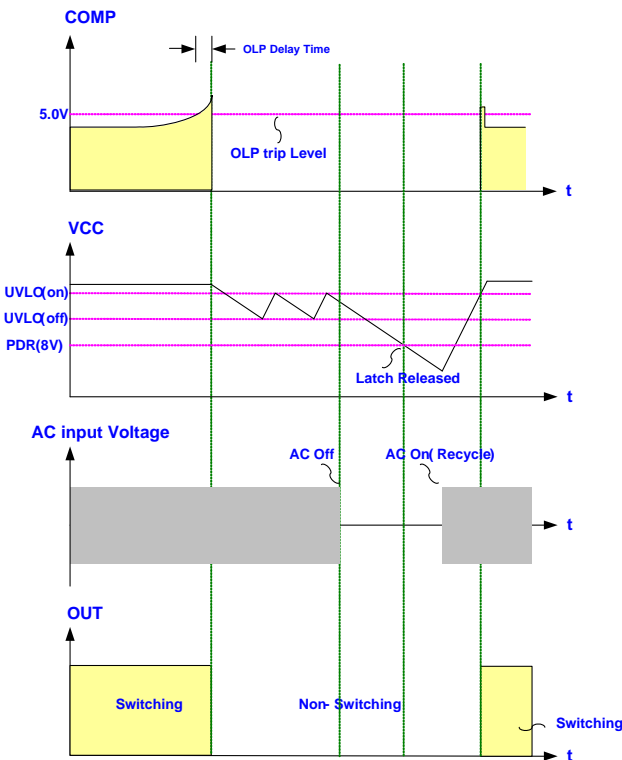 COMP
OLP Delay Time
5.0V
OLP trip Level
t
VCC
UVLO(on)
UVLO(off)
PDR(8V)
Latch Released
t
AC input Voltage
AC Off
AC On( Recycle)
t
OUT
Switching
Non- Switching
Switching
t